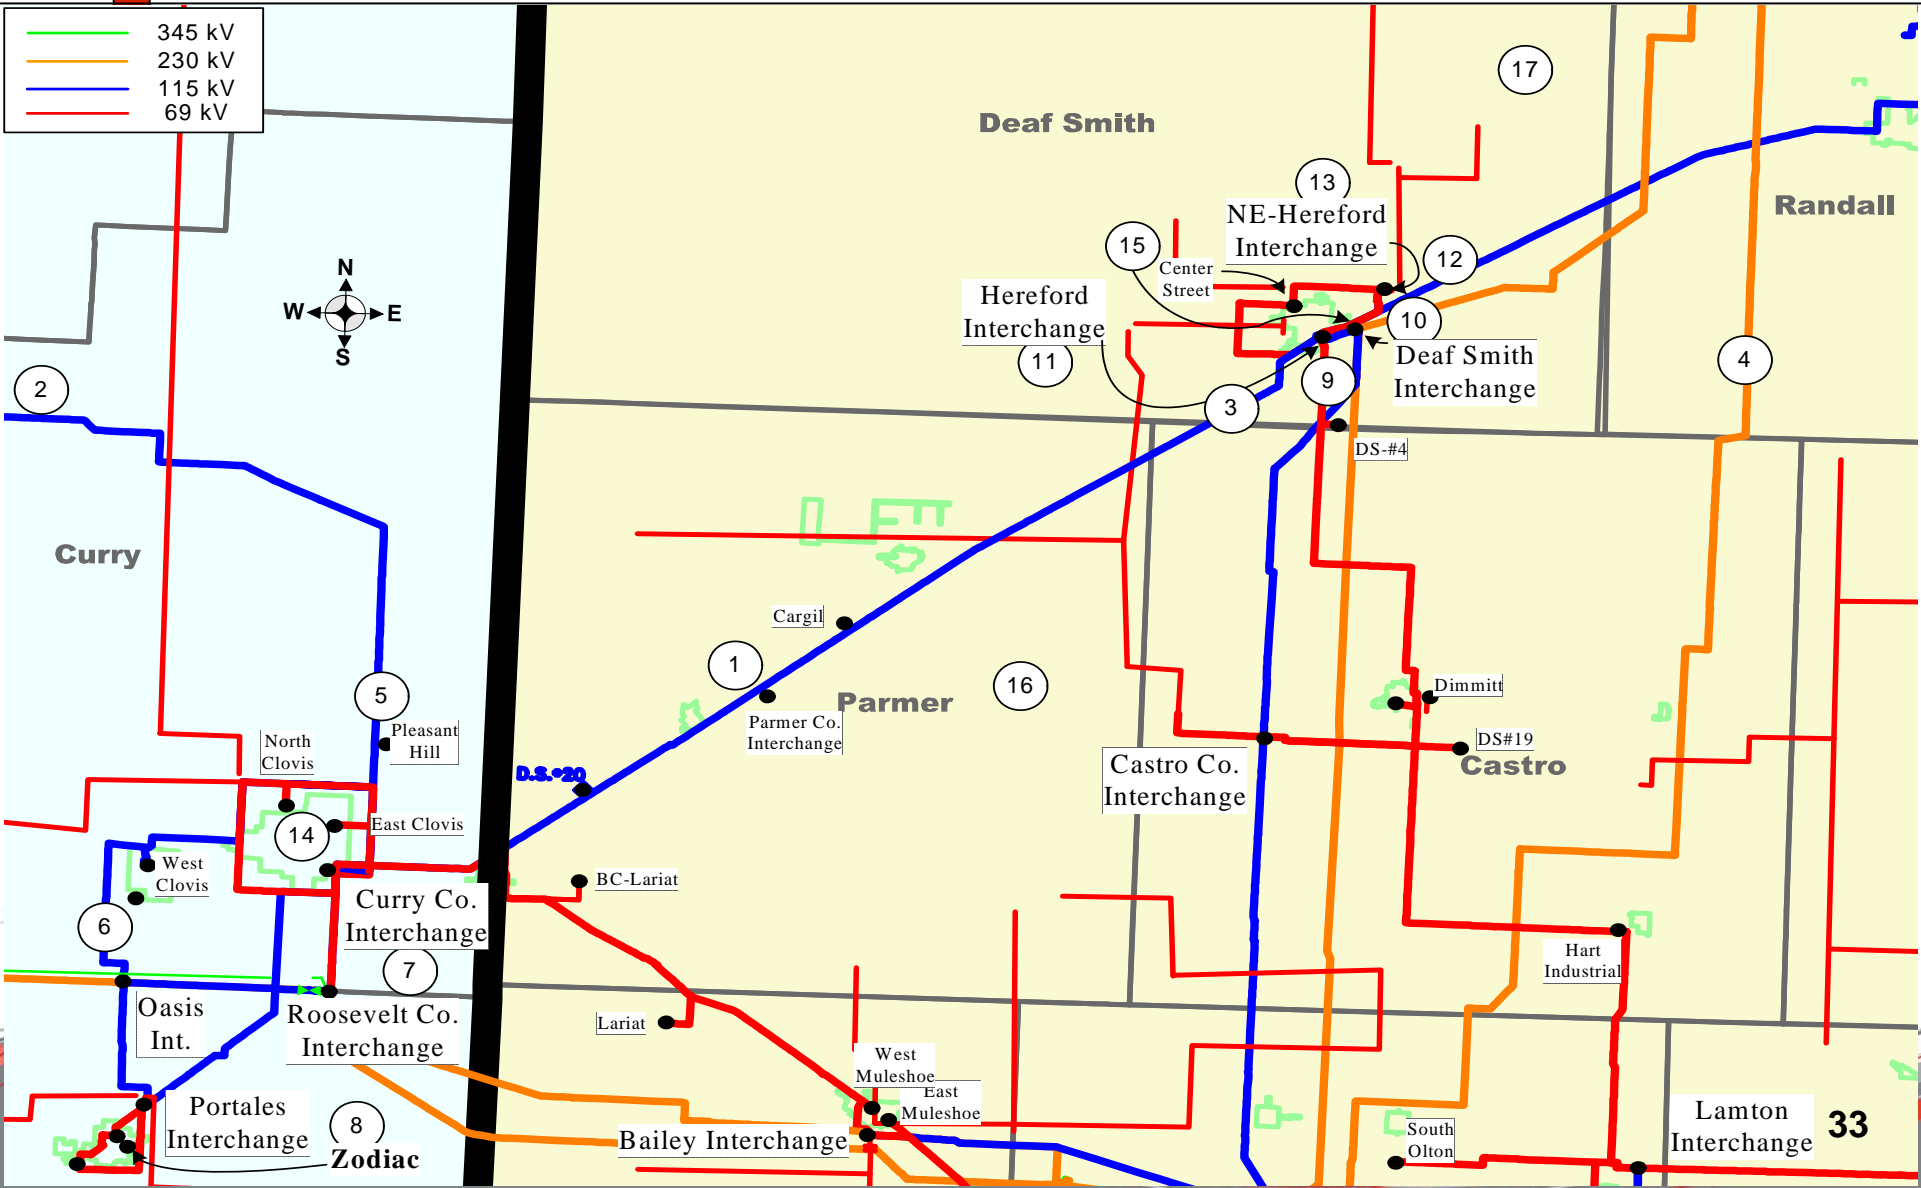 345 kV
230 kV
115 kV
69 kV
17
Deaf Smith
13
Randall
NE-Hereford
Interchange
15
12
Center
Street
N
W
E
S
Hereford
Interchange
10
11
Deaf Smith
Interchange
4
9
2
3
DS-#4
Curry
Cargil
1
16
5
Parmer
Dimmitt
Pleasant
Hill
Parmer Co.
Interchange
North
Clovis
DS#19
Castro
Castro Co.
Interchange
D.S.#20
14
East Clovis
West
Clovis
BC-Lariat
Curry Co.
Interchange
6
7
Hart
Industrial
Oasis
Int.
Roosevelt Co.
Interchange
Lariat
West
Muleshoe
East
Muleshoe
Portales
Interchange
8
Zodiac
Bailey Interchange
South
Olton
Lamton
Interchange
33